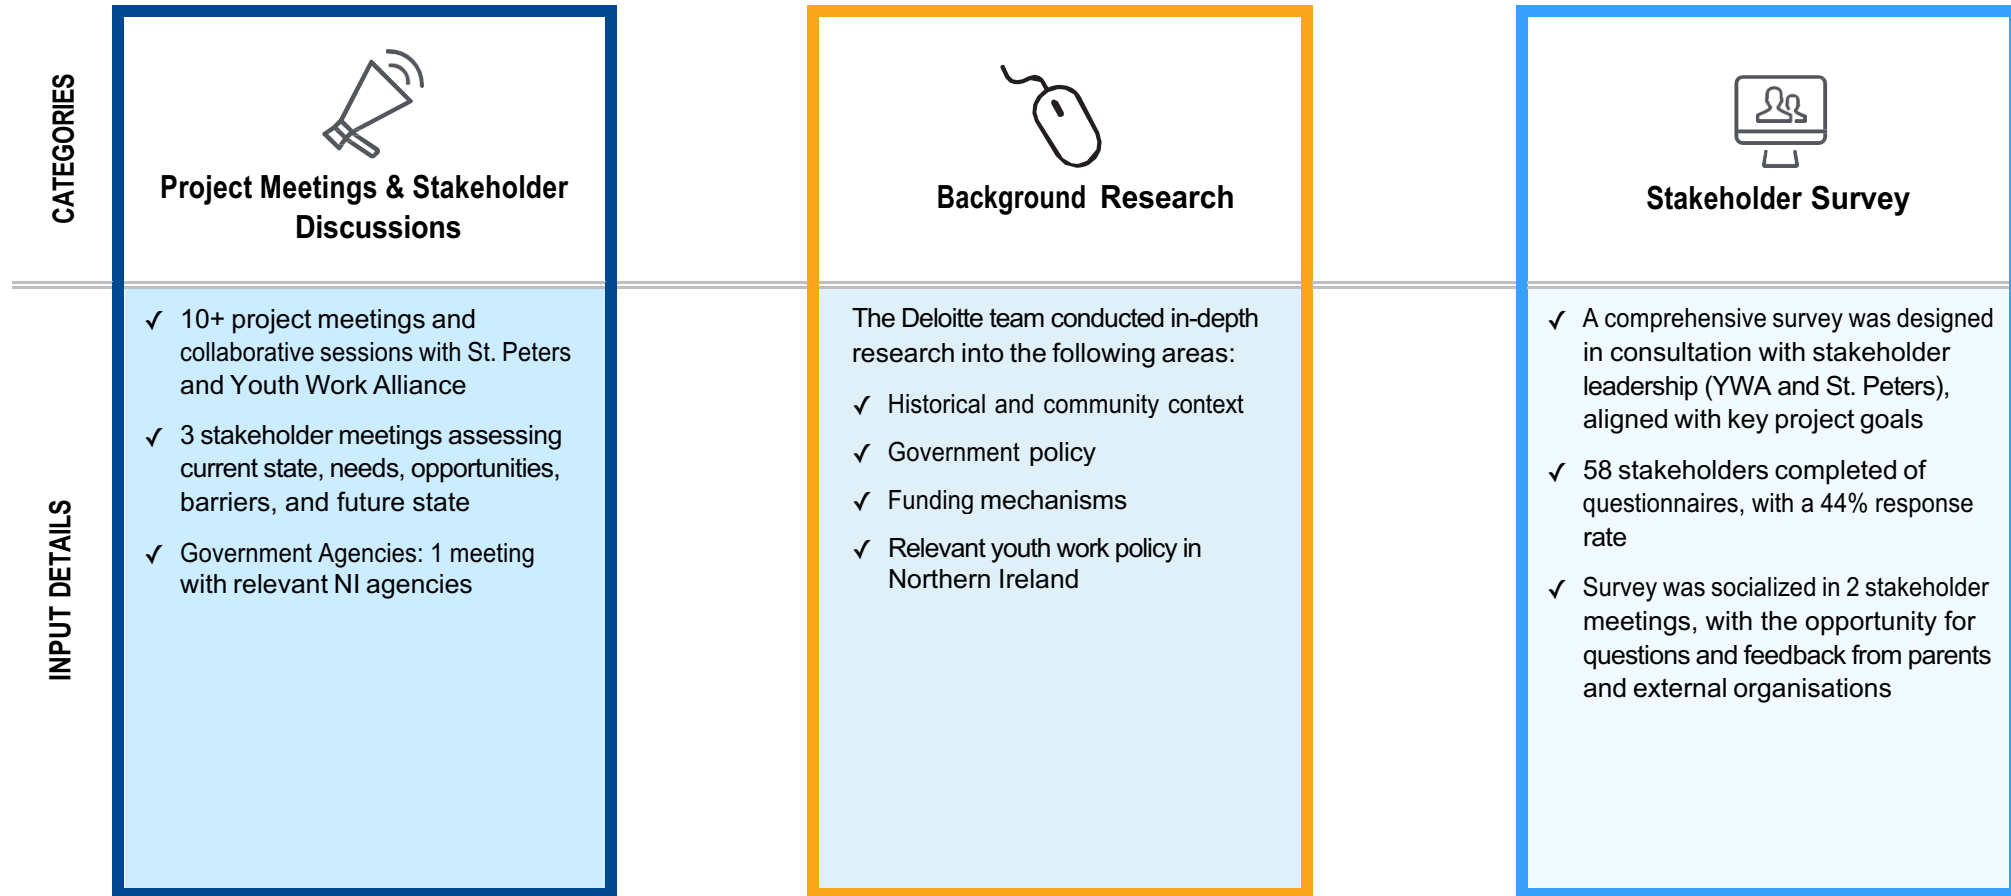 CATEGORIES
Project Meetings & Stakeholder
Discussions
Background Research
Stakeholder Survey
INPUT DETAILS
✓ 10+ project meetings and
collaborative sessions with St. Peters
and Youth Work Alliance
✓ 3 stakeholder meetings assessing
current state, needs, opportunities,
barriers, and future state
✓ Government Agencies: 1 meeting
with relevant NI agencies
The Deloitte team conducted in-depth
research into the following areas:
✓ Historical and community context
✓ Government policy
✓ Funding mechanisms
✓ Relevant youth work policy in
Northern Ireland
✓ A comprehensive survey was designed
in consultation with stakeholder
leadership (YWA and St. Peters),
aligned with key project goals
✓ 58 stakeholders completed of
questionnaires, with a 44% response
rate
✓ Survey was socialized in 2 stakeholder
meetings, with the opportunity for
questions and feedback from parents
and external organisations